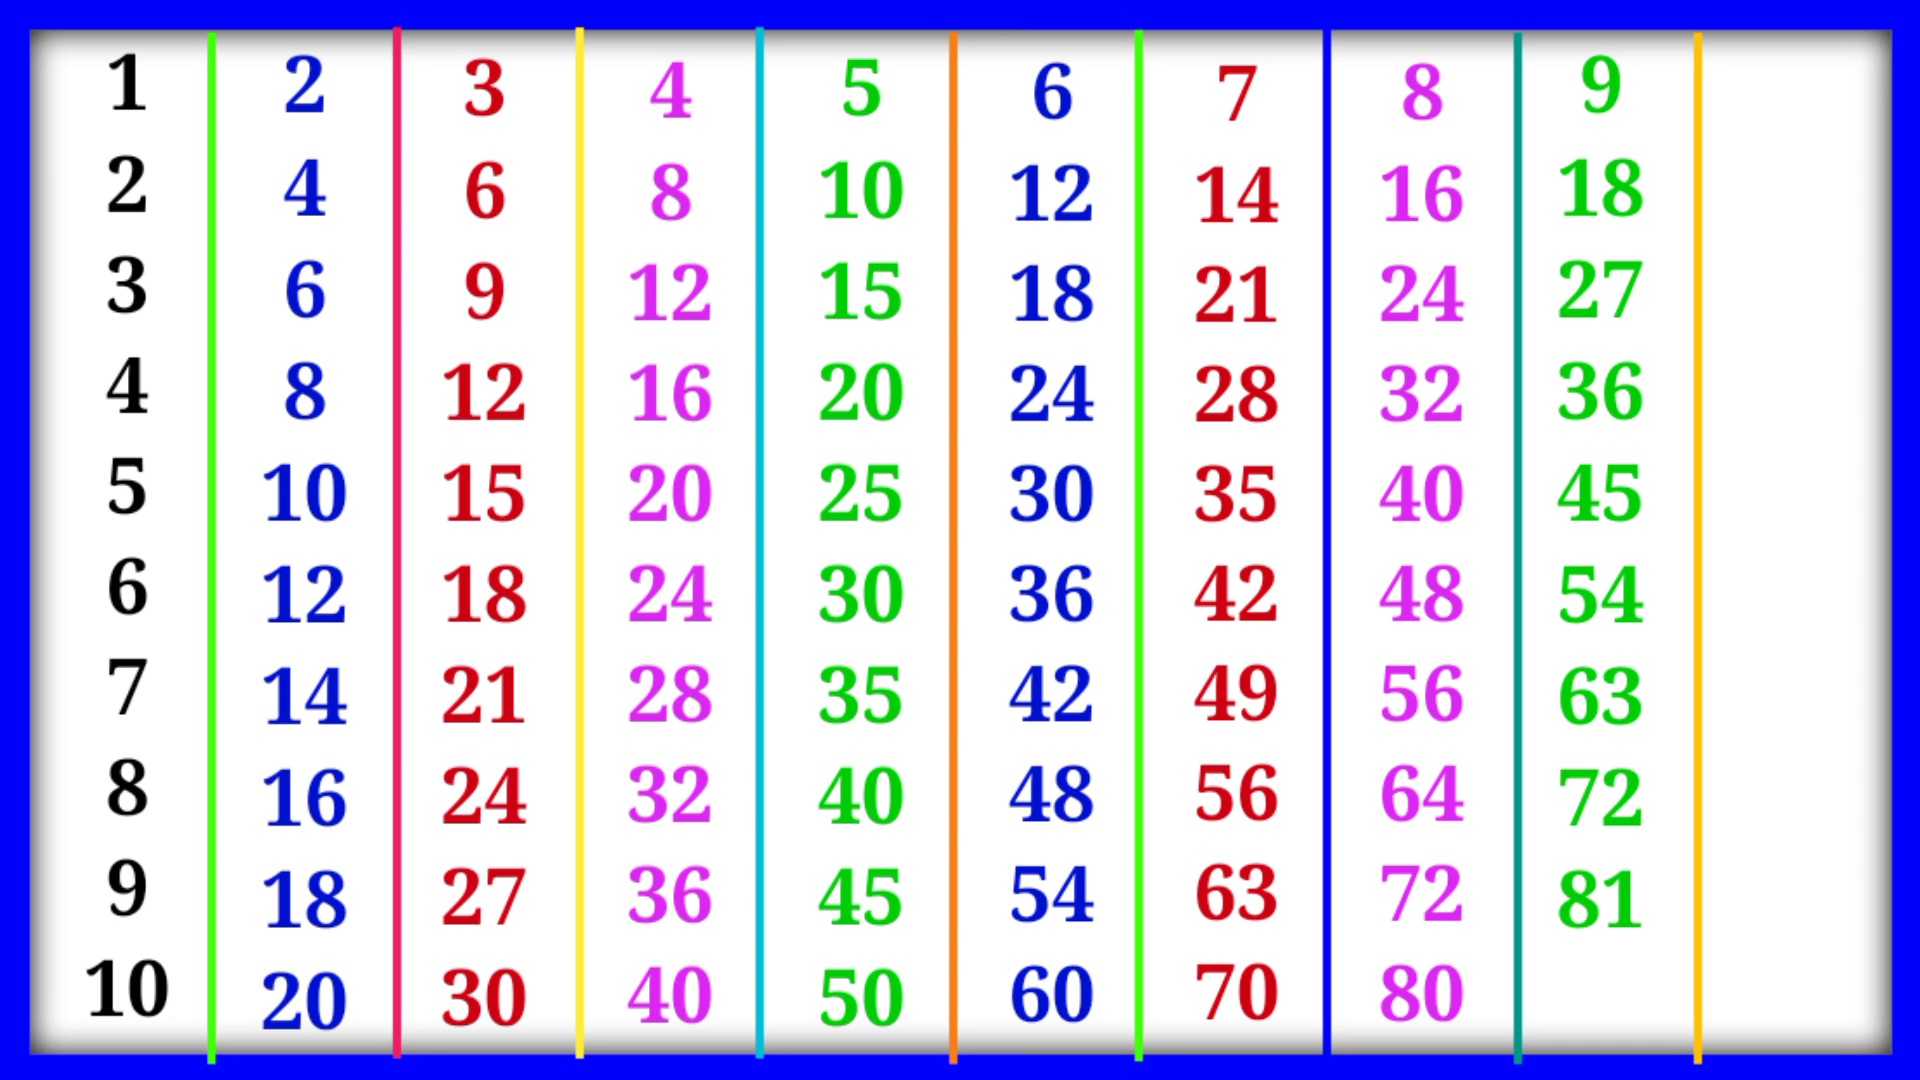 1 2 3 4 5 6 7 8 9
2 4 6 8 10 12 14 16 18
3 6 9 12 15 18 21 24 27
4 8 12 16 20 24 28 32 36
5 10 15 20 25 30 35 40 45
6 12 18 24 30 36 42 48 54
7 14 21 28 35 42 49 56 63
8 16 24 32 40 48 56 64 72
9 18 27 36 45 54 63 72 81
10 20 30 40 50 60 70 80